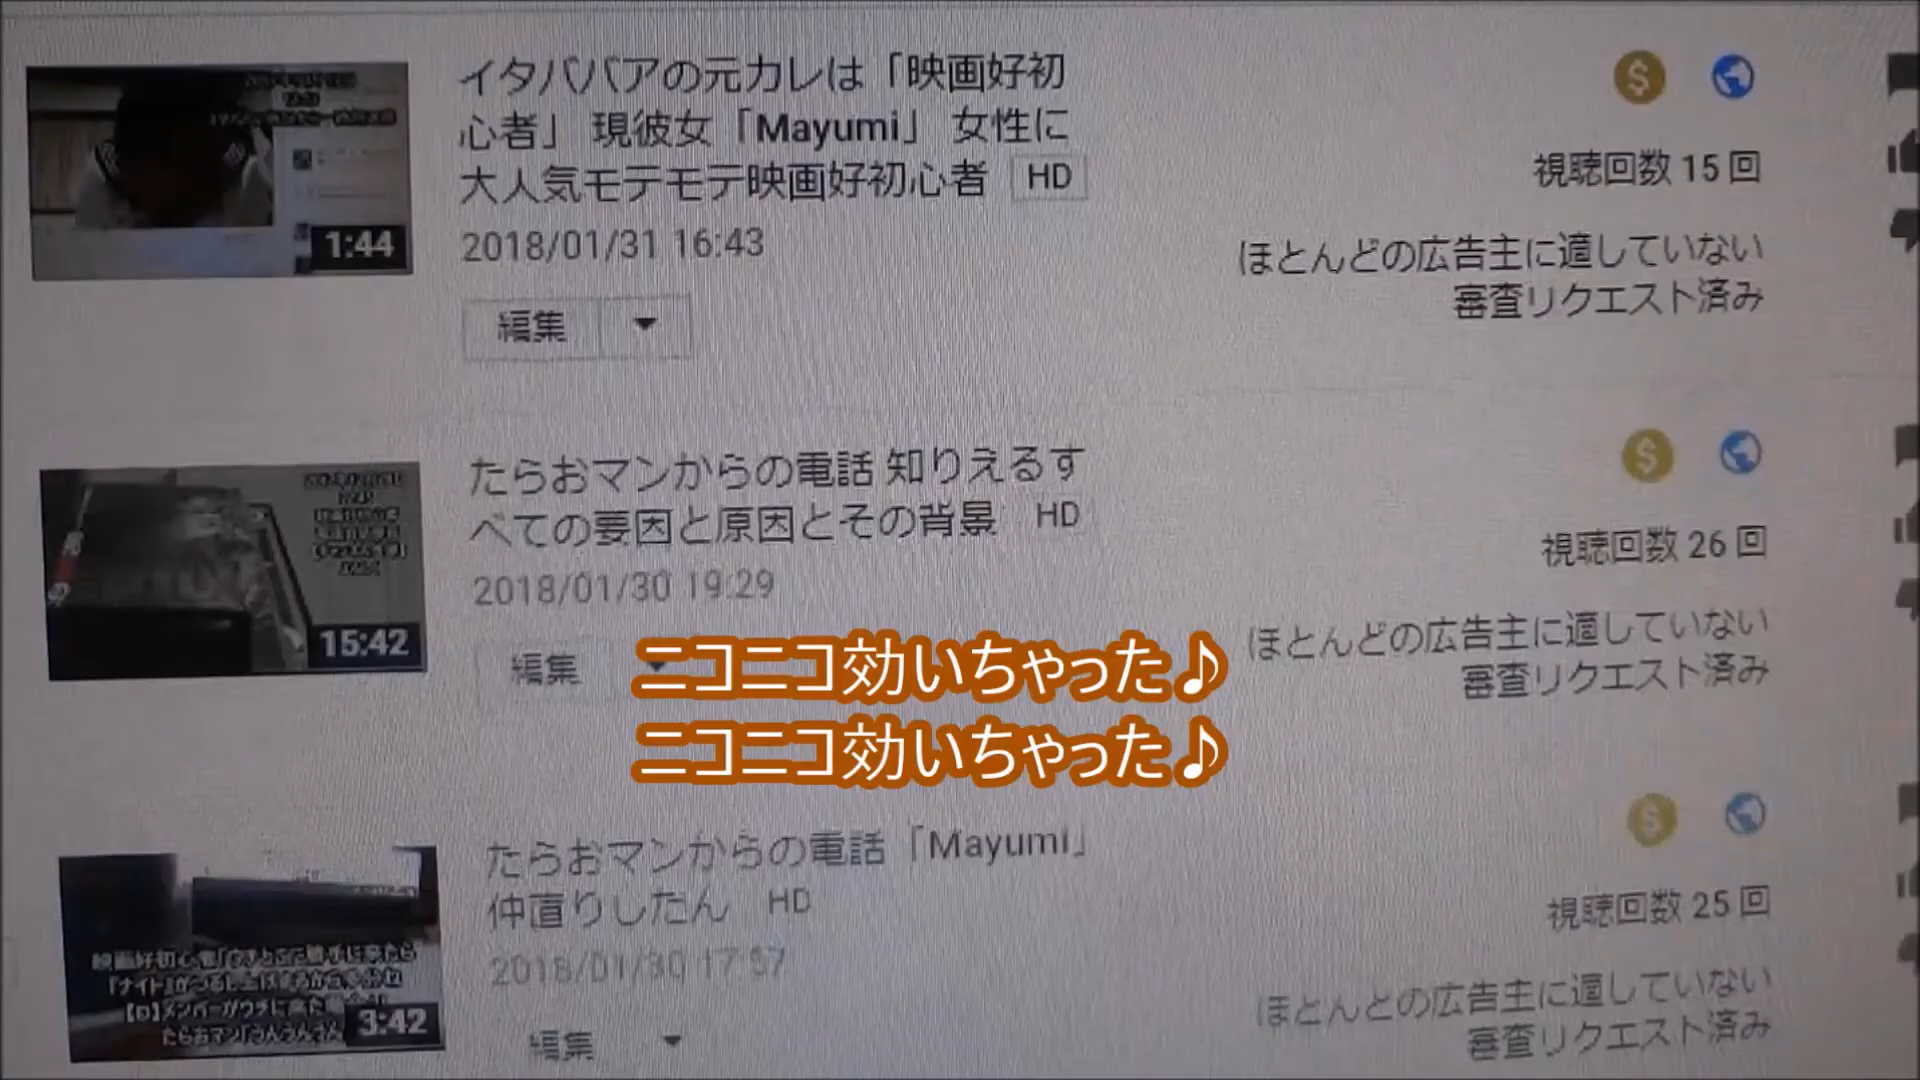 イタババアの元カレは「映画好初
心者」 現彼女「Mayumi」 女性に
大人気モテモテ映画好初心者 HD
2018/01/31 16:43
1:44
編集
視聴回数 15 回
ほとんどの広告主に適していない
審査リクエスト済み
たらおマンからの電話 知りえるす
べての要因と原因とその背景 HD
2018/01/30 19:29
15:42
編集
視聴回数 26 回
ほとんどの広告主に適していない
審査リクエスト済み
ニコニコ効いちゃった♪
ニコニコ効いちゃった♪
たらおマンからの電話「Mayumi」
仲直りしたん HD
2018/01/30 17:57
3:42
編集
視聴回数 25 回
ほとんどの広告主に適していない
審査リクエスト済み